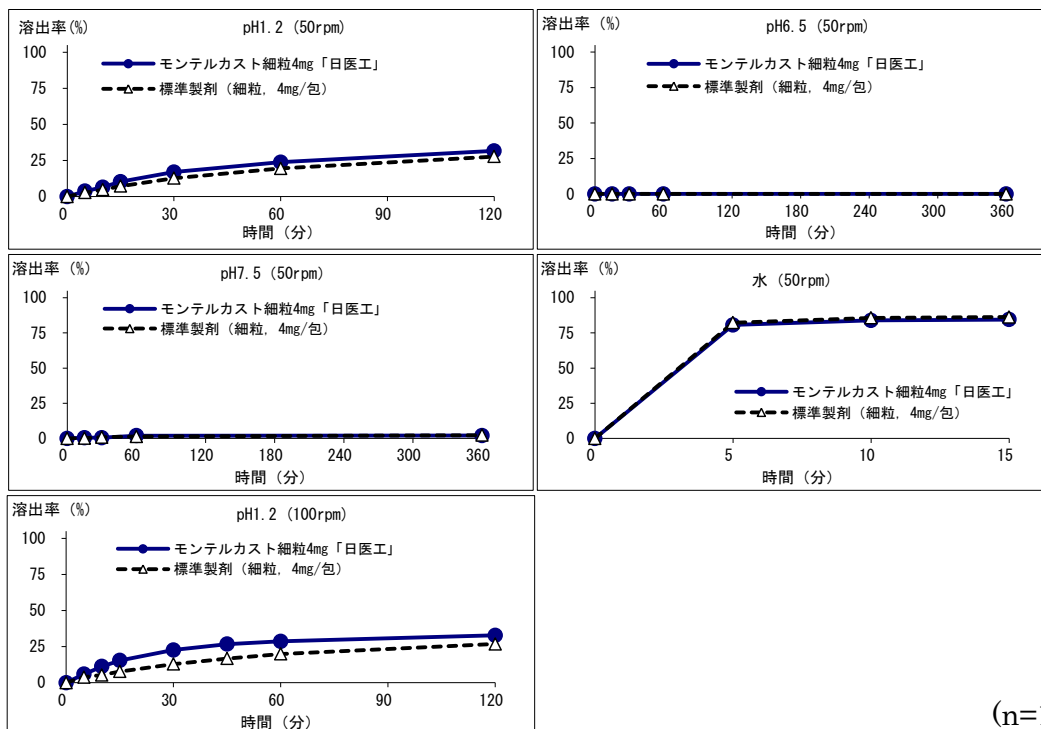 溶出率(%)
pH1.2 (50rpm)
100
75
50
25
0
モンテルカスト細粒4mg「日医工」
標準製剤 (細粒, 4mg/包)
0 30 60 90 120
時間 (分)
溶出率 (%)
pH6.5 (50rpm)
100
75
50
25
0
モンテルカスト細粒4mg「日医工」
標準製剤 (細粒, 4mg/包)
0 60 120 180 240 300 360
時間 (分)
溶出率 (%)
pH7.5 (50rpm)
100
75
50
25
0
モンテルカスト細粒4mg「日医工」
標準製剤 (細粒, 4mg/包)
0 60 120 180 240 300 360
時間 (分)
溶出率(%)
水 (50rpm)
100
75
50
25
0
モンテルカスト細粒4mg「日医工」
標準製剤 (細粒, 4mg/包)
0 5 10 15
時間 (分)
溶出率 (%)
pH1.2 (100rpm)
100
75
50
25
0
モンテルカスト細粒4mg「日医工」
標準製剤 (細粒, 4mg/包)
0 30 60 90 120
時間 (分)